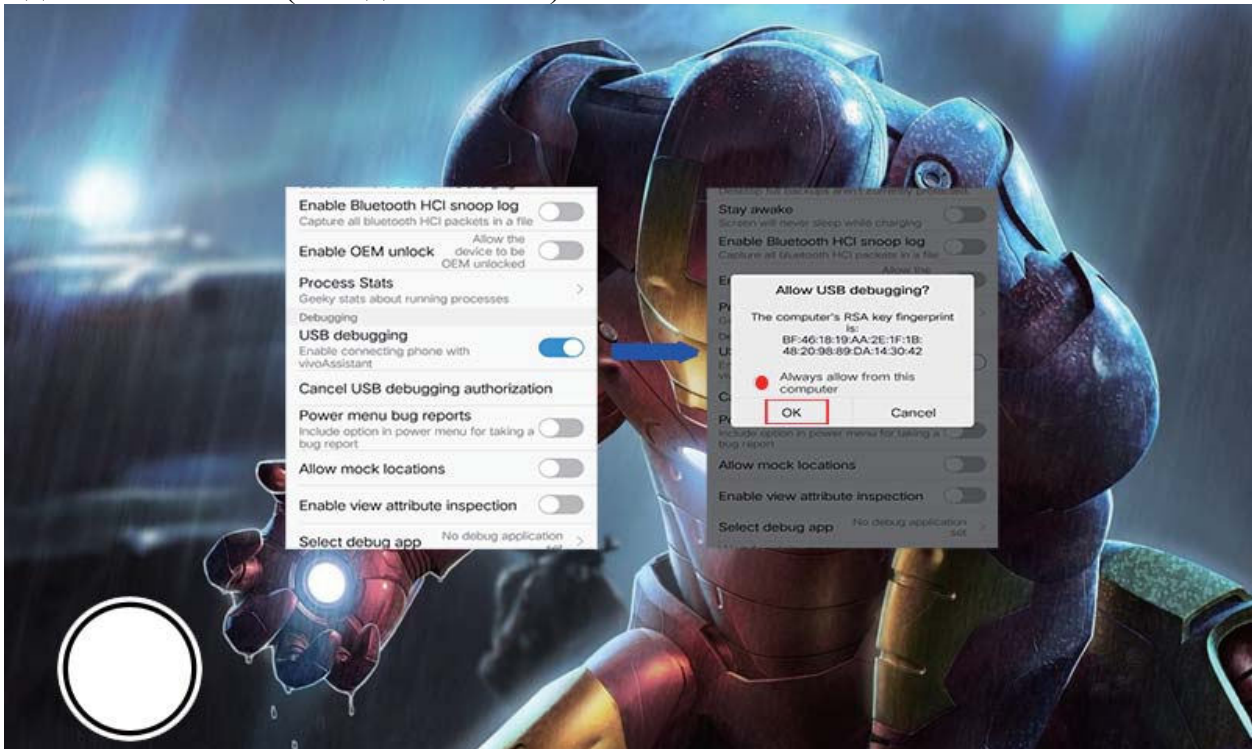 Enable Bluetooth HCI snoop log
Capture all bluetooth HCI packets in a file
Enable OEM unlock
Allow the
device to be
OEM unlocked
Process Stats
Geeky stats about running processes
Debugging
USB debugging
Enable connecting phone with
vivoAssistant
Cancel USB debugging authorization
Power menu bug reports
Include option in power menu for taking a
bug report
Allow mock locations
Enable view attribute inspection
Select debug app
No debug application
set
Stay awake
Screen will never sleep while charging
Enable Bluetooth HCI snoop log
Capture all bluetooth HCI packets in a file
Allow the
Allow USB debugging?
The computer's RSA key fingerprint
is:
BF:46:18:19:AA:2E:1F:1B:
48:20:98:89:DA:14:30:42
Always allow from this
computer
OK Cancel
Include option in power menu for taking a
bug report
Allow mock locations
Enable view attribute inspection
Select debug app
No debug application
set